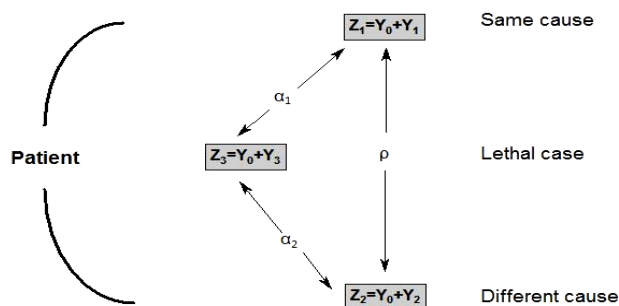 Z₁=Y₀+Y₁ Same cause
α₁
Patient Z₃=Y₀+Y₃ ρ Lethal case
α₂
Z₂=Y₀+Y₂ Different cause